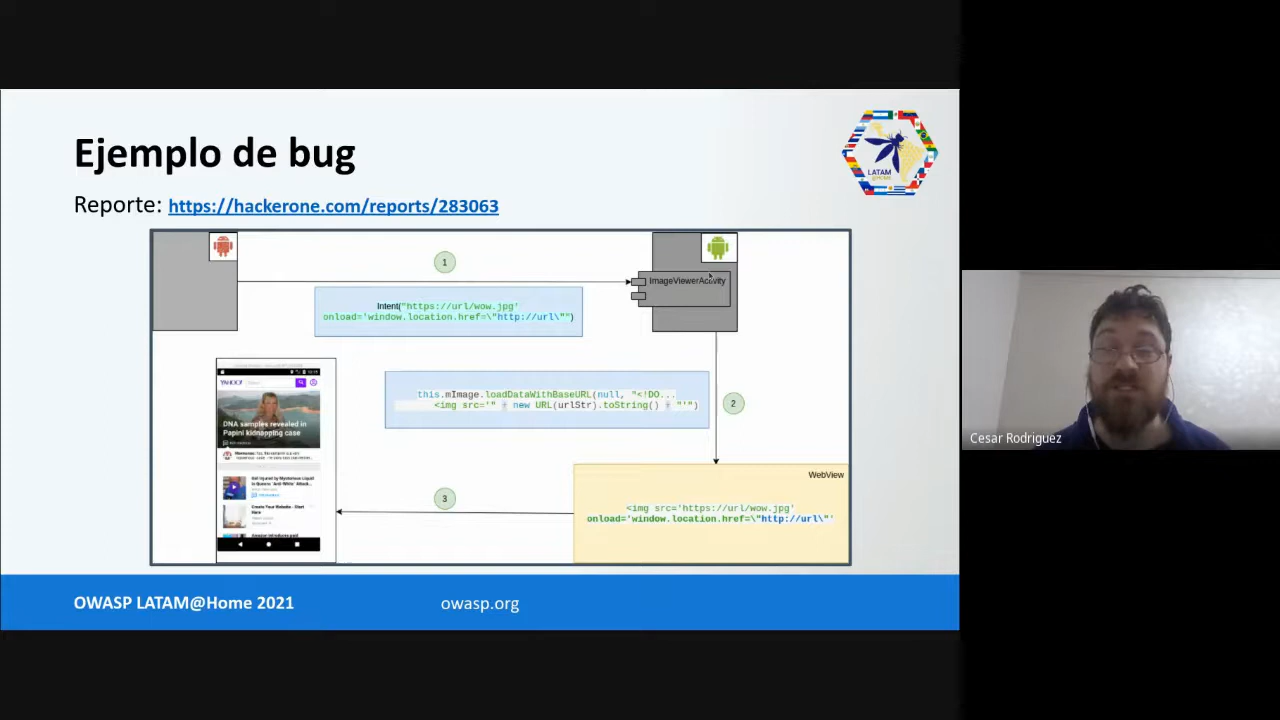 Ejemplo de bug
LATAM
@HOME
Reporte: https://hackerone.com/reports/283063
1
ImageViewerActivity
Intent("https://url/wow.jpg'
onload='window.location.href=\"http://url\"")
this.mImage.loadDataWithBaseURL(null, "<!DO...
<img src='" + new URL(urlStr).toString() + "'")
2
YAHOO!
DNA samples revealed in
Papini kidnapping case
WebView
3
<img src='https://url/wow.jpg'
onload='window.location.href=\"http://url\"'
Cesar Rodriguez
OWASP LATAM@Home 2021
owasp.org